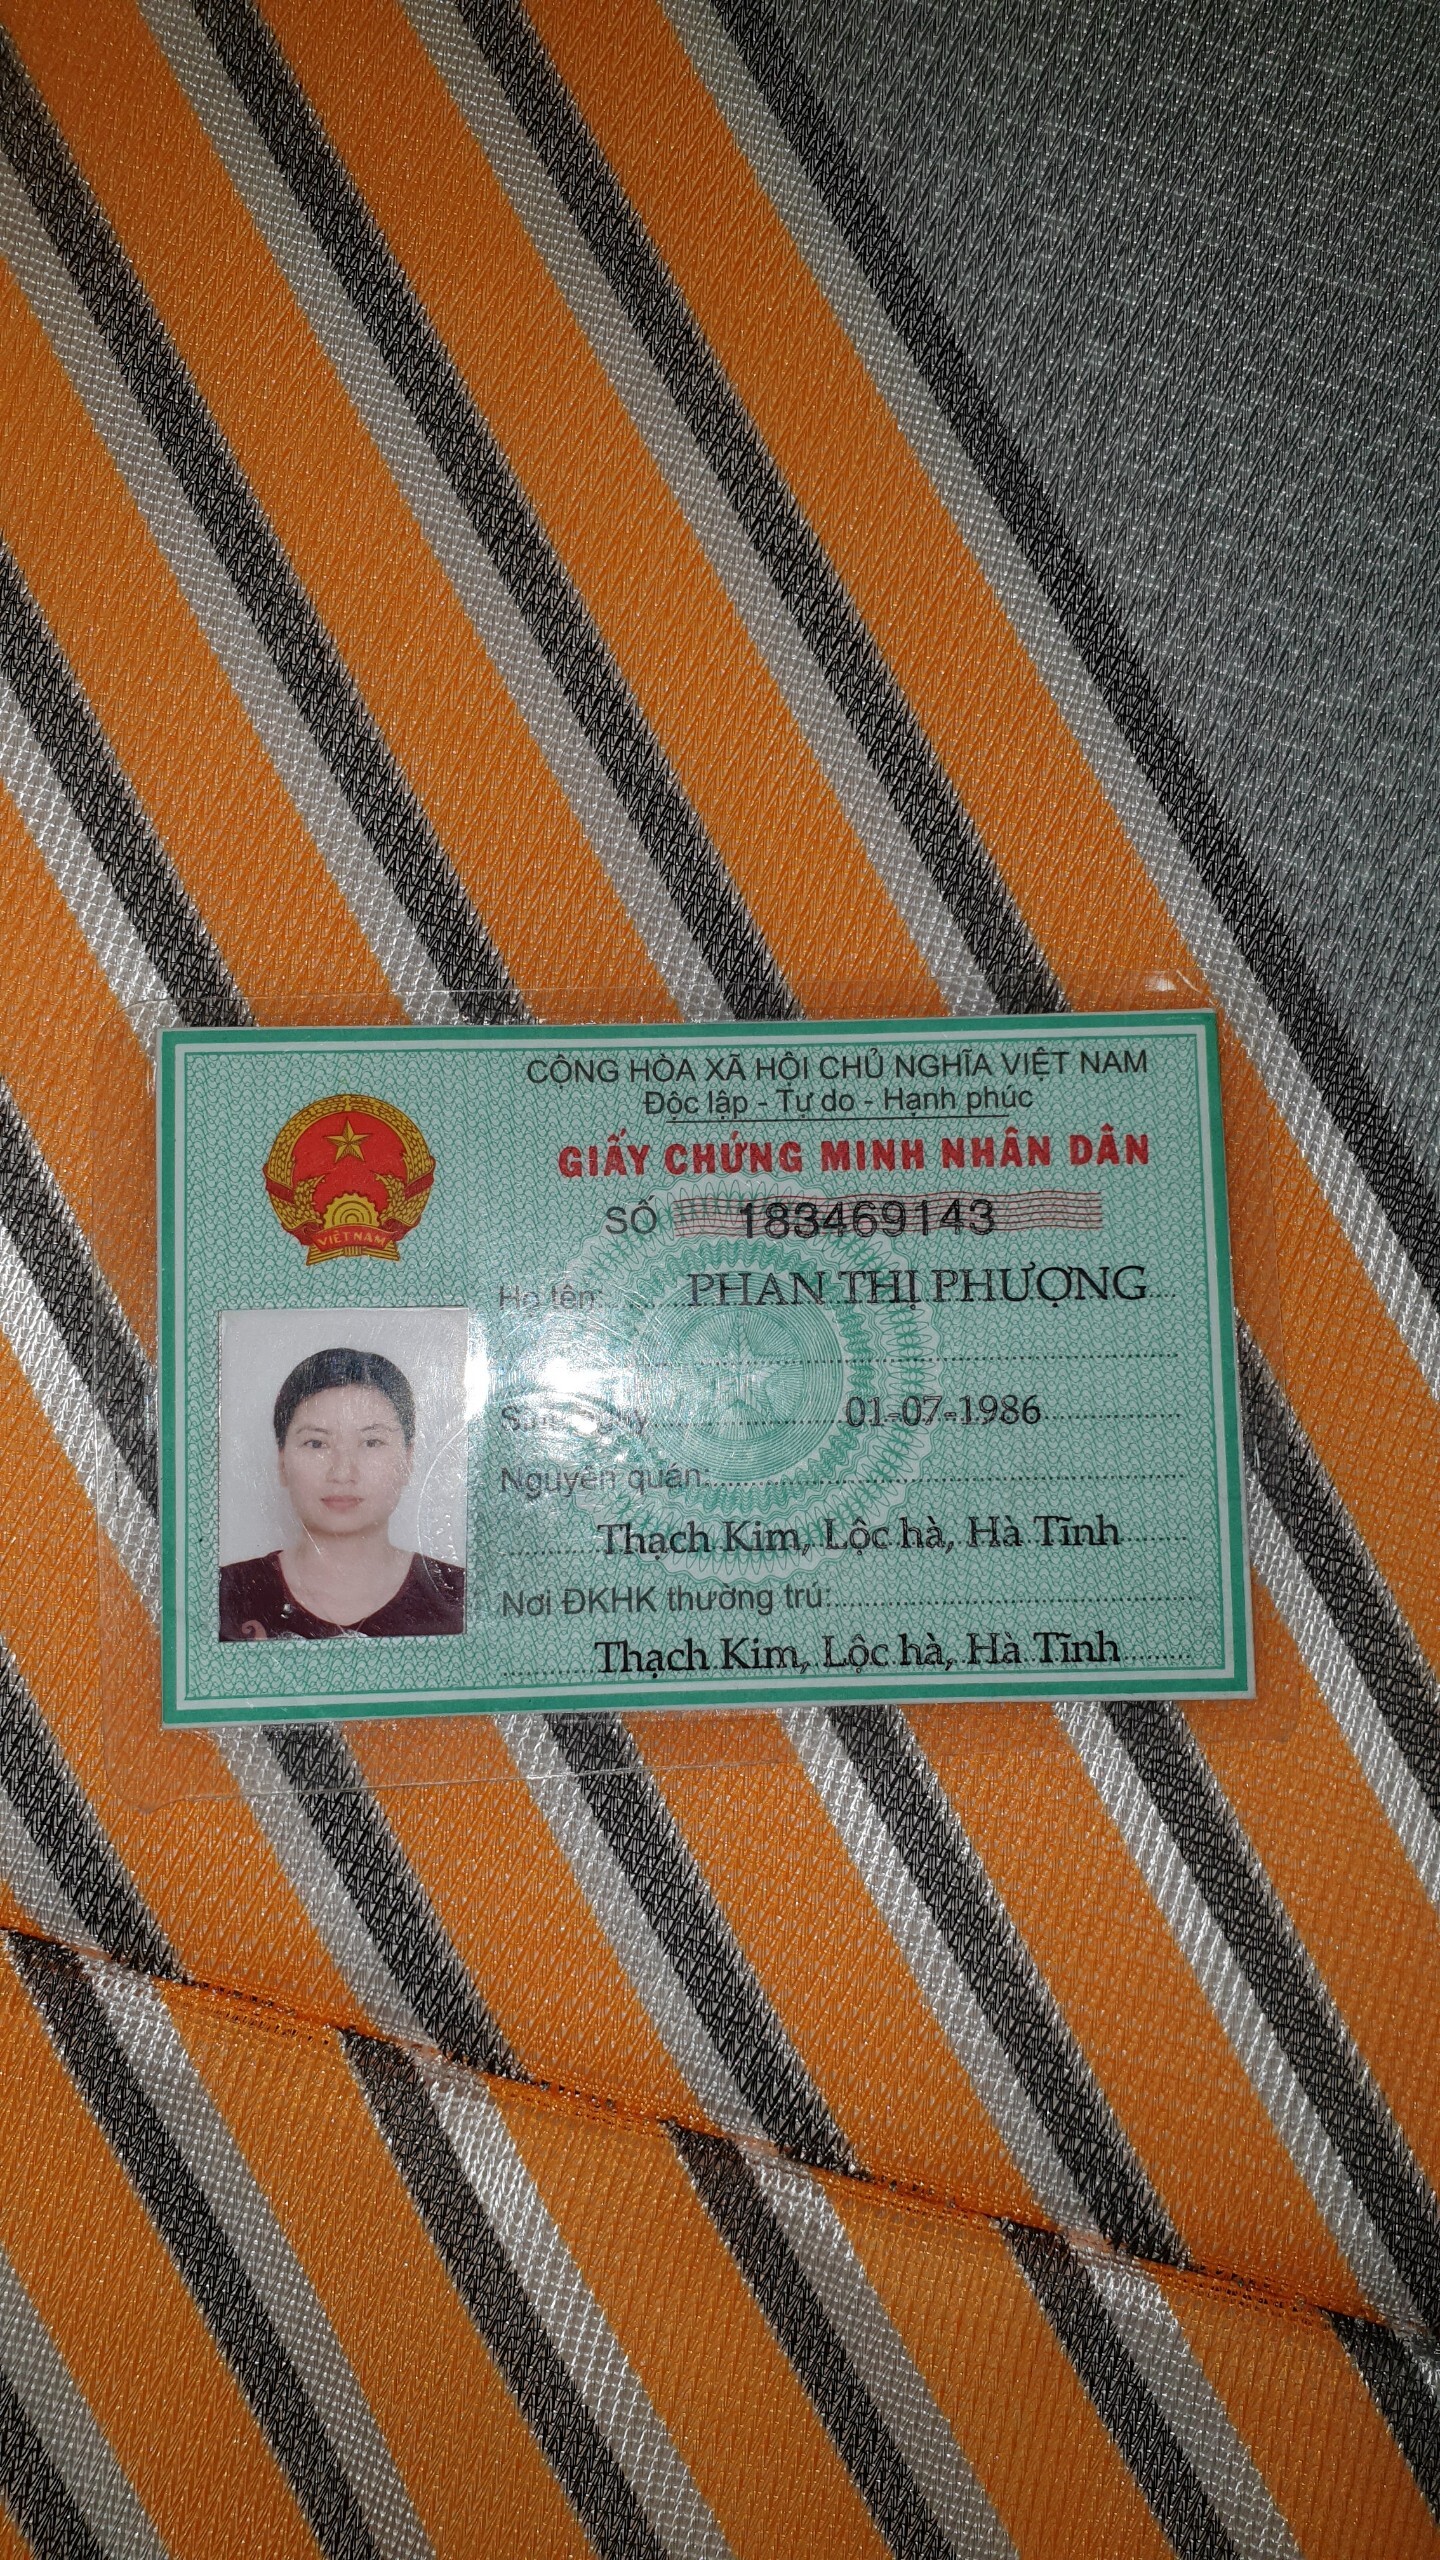 CỘNG HÒA XÃ HỘI CHỦ NGHĨA VIỆT NAM
Độc lập - Tự do - Hạnh phúc
GIẤY CHỨNG MINH NHÂN DÂN
SỐ 183469143
VIỆT NAM
Họ tên: PHAN THỊ PHƯỢNG
01-07-1986
Nguyên quán:
Thạch Kim, Lộc hà, Hà Tĩnh
Nơi ĐKHK thường trú:
Thạch Kim, Lộc hà, Hà Tĩnh